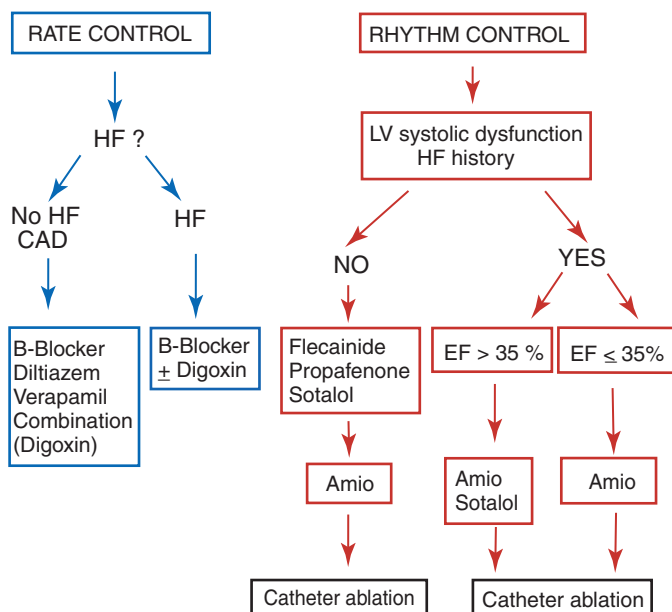 RATE CONTROL
HF ?
No HF
CAD
HF
B-Blocker
Diltiazem
Verapamil
Combination
(Digoxin)
B-Blocker
± Digoxin
RHYTHM CONTROL
LV systolic dysfunction
HF history
NO
YES
Flecainide
Propafenone
Sotalol
EF > 35 %
EF ≤ 35%
Amio
Amio
Sotalol
Amio
Catheter ablation
Catheter ablation